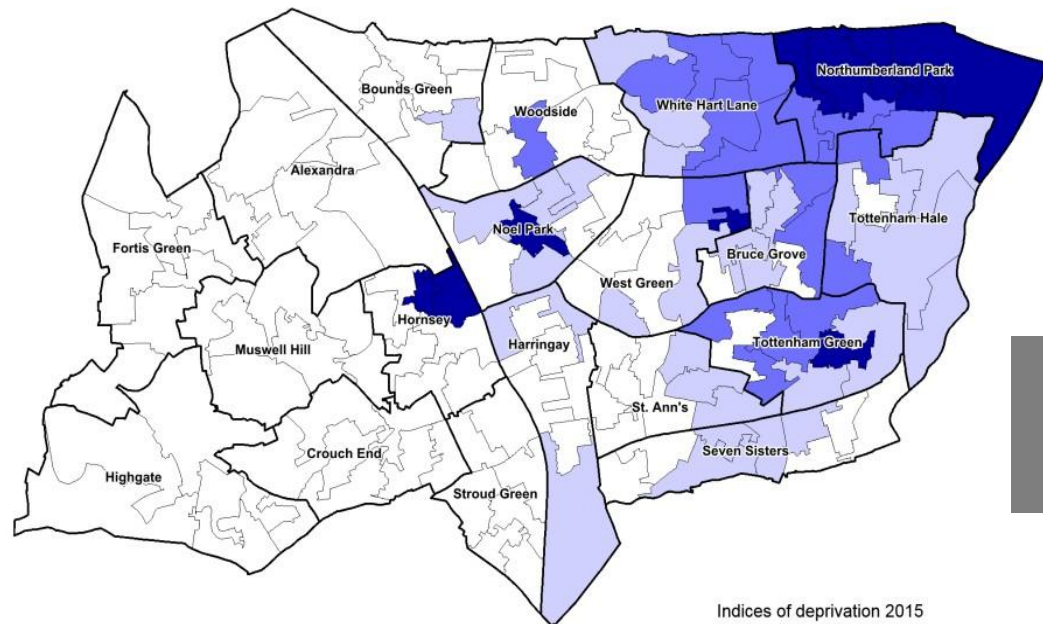 Northumberland Park
Bounds Green
White Hart Lane
Woodside
Alexandra
Tottenham Hale
Noel Park
Fortis Green
Bruce Grove
West Green
Hornsey
Harringay
Tottenham Green
Muswell Hill
St. Ann's
Seven Sisters
Crouch End
Highgate
Stroud Green
Indices of deprivation 2015